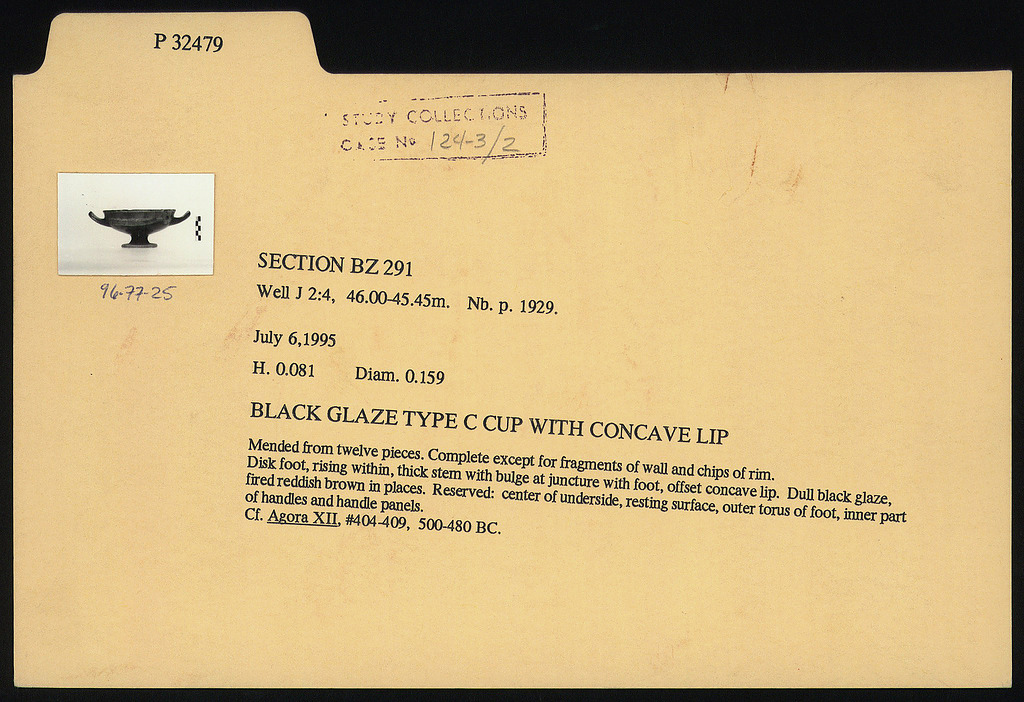 P 32479
STUDY COLLECTIONS
CASE No 124-3/2
96-77-25
SECTION BZ 291
Well J 2:4, 46.00-45.45m. Nb. p. 1929.
July 6,1995
H. 0.081 Diam. 0.159
BLACK GLAZE TYPE C CUP WITH CONCAVE LIP
Mended from twelve pieces. Complete except for fragments of wall and chips of rim.
Disk foot, rising within, thick stem with bulge at juncture with foot, offset concave lip. Dull black glaze,
fired reddish brown in places. Reserved: center of underside, resting surface, outer torus of foot, inner part
of handles and handle panels.
Cf. Agora XII, #404-409, 500-480 BC.